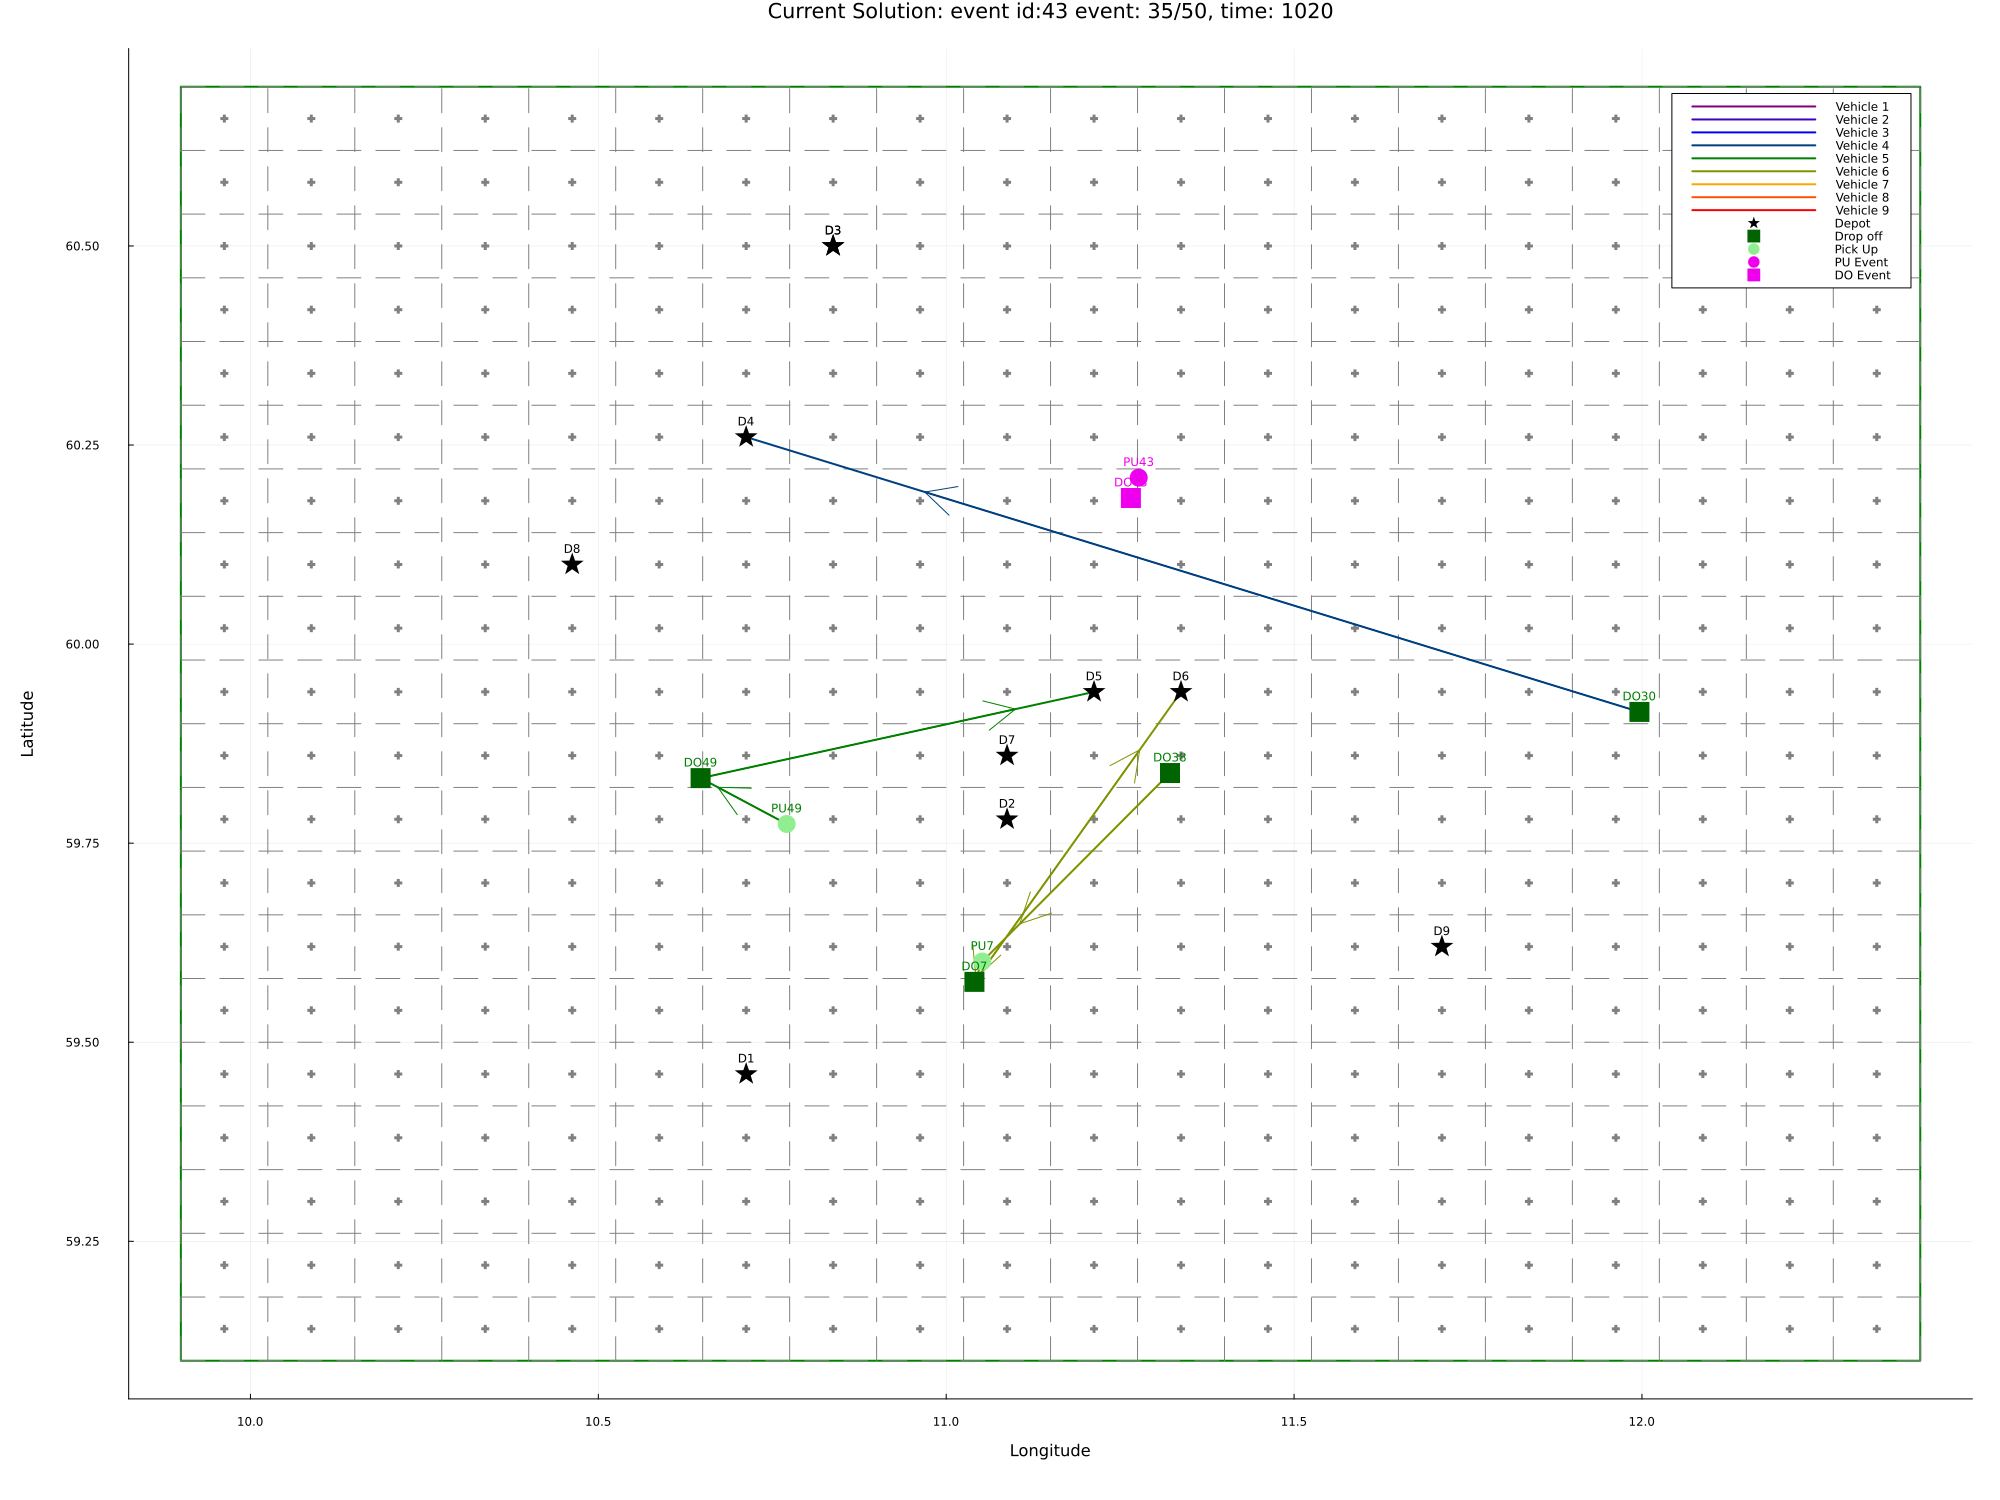 Current Solution: event id:43 event: 35/50, time: 1020
Vehicle 1
Vehicle 2
Vehicle 3
Vehicle 4
Vehicle 5
Vehicle 6
Vehicle 7
Vehicle 8
Vehicle 9
Depot
Drop off
Pick Up
PU Event
DO Event
D3
D4
PU43
D8
D5
D6
DO30
D7
DO38
DO49
PU49
D2
D9
PU7
DO7
D1
60.50
60.25
60.00
59.75
59.50
59.25
Latitude
10.0
10.5
11.0
11.5
12.0
Longitude